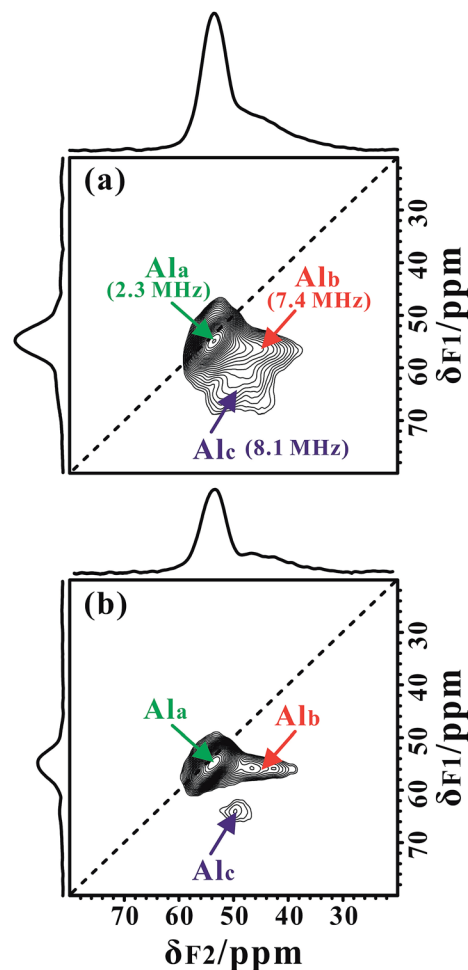 (a)
Ala
(2.3 MHz)
Alb
(7.4 MHz)
Alc (8.1 MHz)
30
40
50
60
70
δF1/ppm
(b)
Ala
Alb
Alc
30
40
50
60
70
δF1/ppm
70 60 50 40 30
δF2/ppm